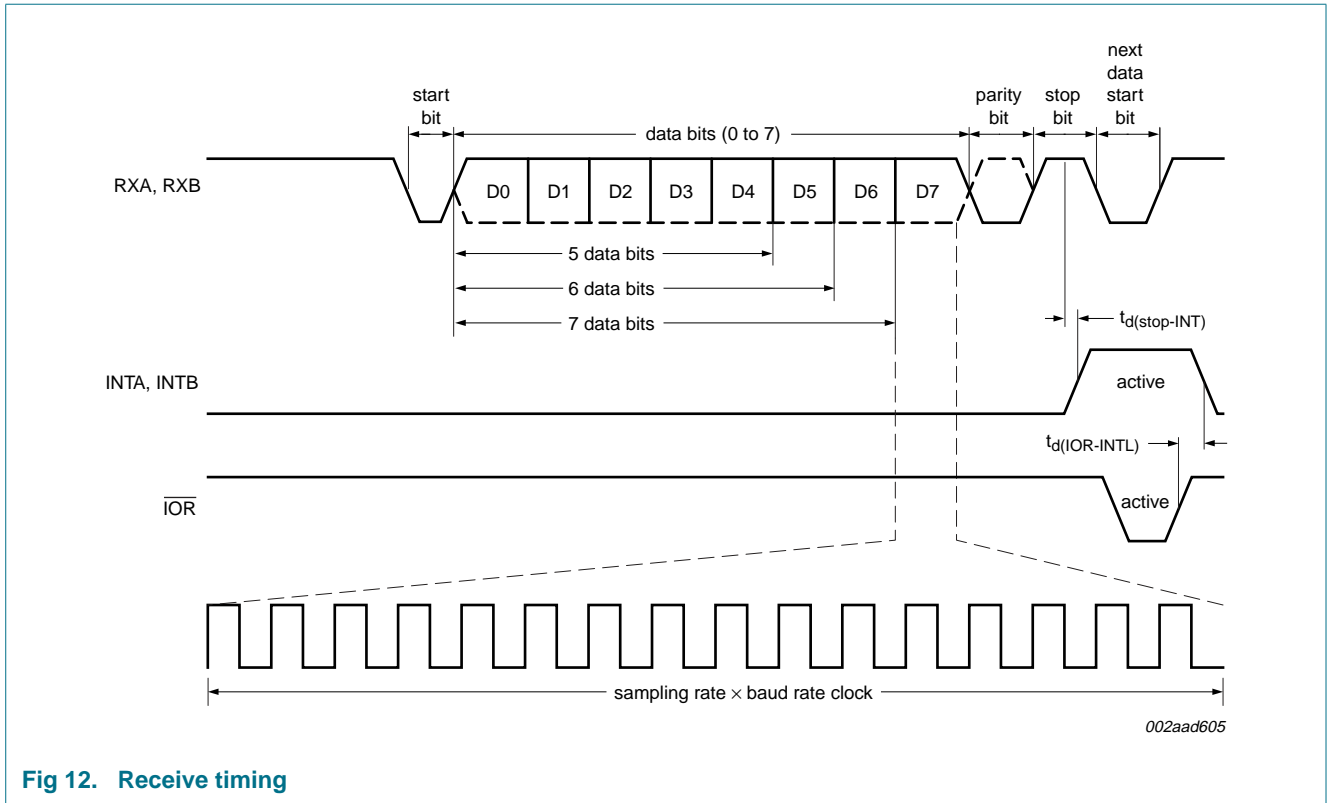 next
data
start
bit
start
bit
parity
bit
stop
bit
data bits (0 to 7)
RXA, RXB
D0 D1 D2 D3 D4 D5 D6 D7
5 data bits
6 data bits
7 data bits
td(stop-INT)
INTA, INTB
active
td(IOR-INTL)
IOR
active
sampling rate × baud rate clock
002aad605
Fig 12. Receive timing